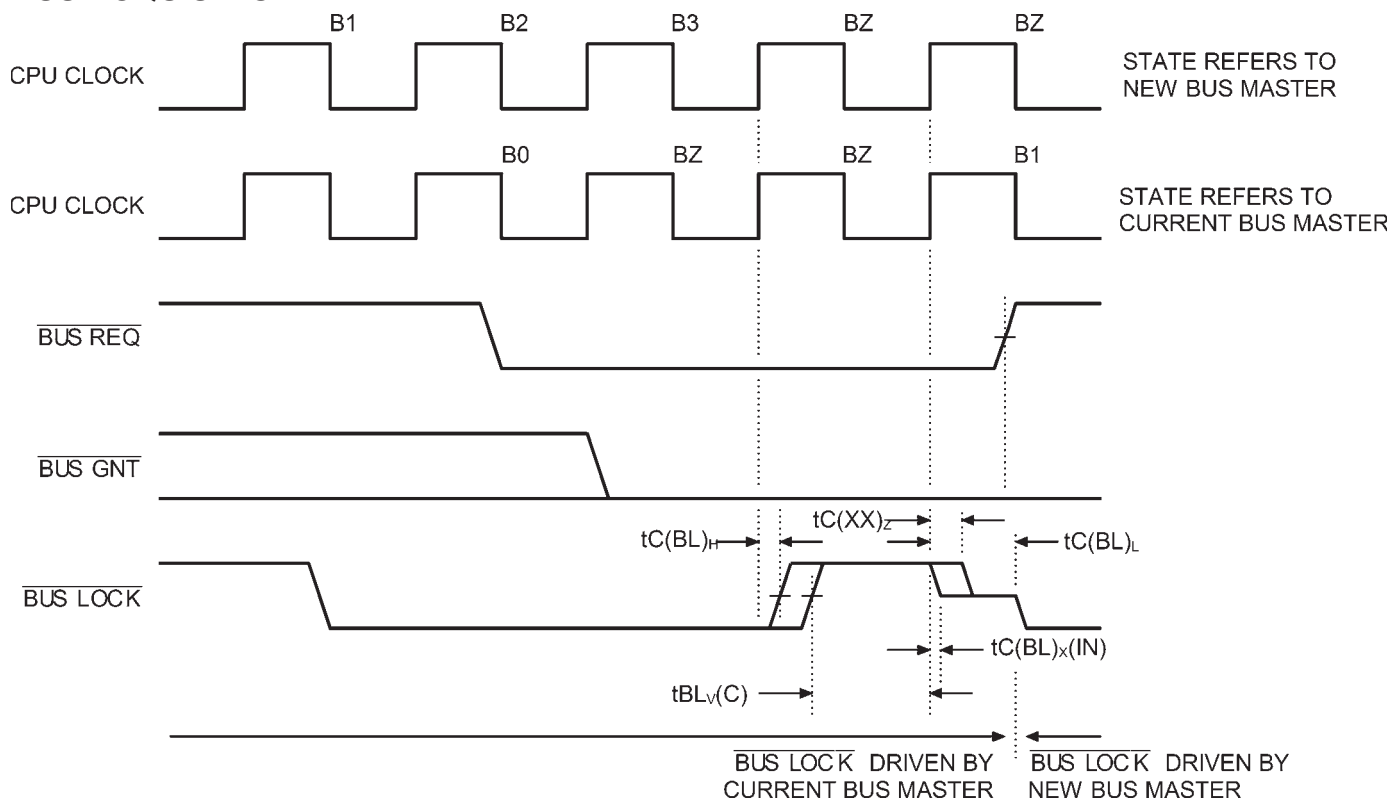 B1 B2 B3 BZ BZ
CPU CLOCK
STATE REFERS TO
NEW BUS MASTER
B0 BZ BZ B1
CPU CLOCK
STATE REFERS TO
CURRENT BUS MASTER
BUS REQ
BUS GNT
tC(XX)Z
tC(BL)H
tC(BL)L
BUS LOCK
tC(BL)X(IN)
tBLV(C)
BUS LOCK DRIVEN BY
CURRENT BUS MASTER
BUS LOCK DRIVEN BY
NEW BUS MASTER